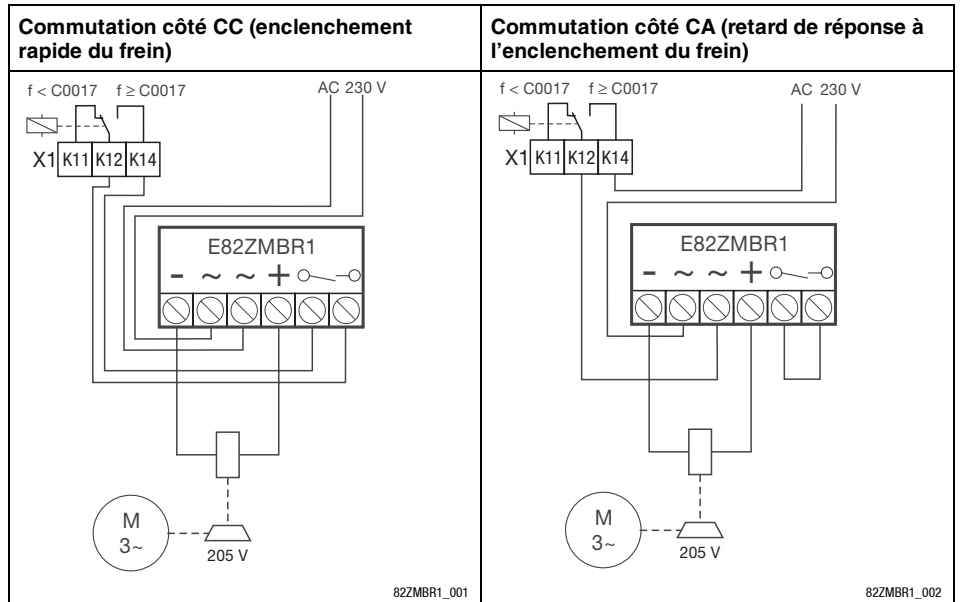 Commutation côté CC (enclenchement
rapide du frein)
f < C0017 f ≥ C0017
AC 230 V
X1 K11 K12 K14
E82ZMBR1
- ~ ~ +
M
3~
205 V
82ZMBR1_001
Commutation côté CA (retard de réponse à
l'enclenchement du frein)
f < C0017 f ≥ C0017
AC 230 V
X1 K11 K12 K14
E82ZMBR1
- ~ ~ +
M
3~
205 V
82ZMBR1_002